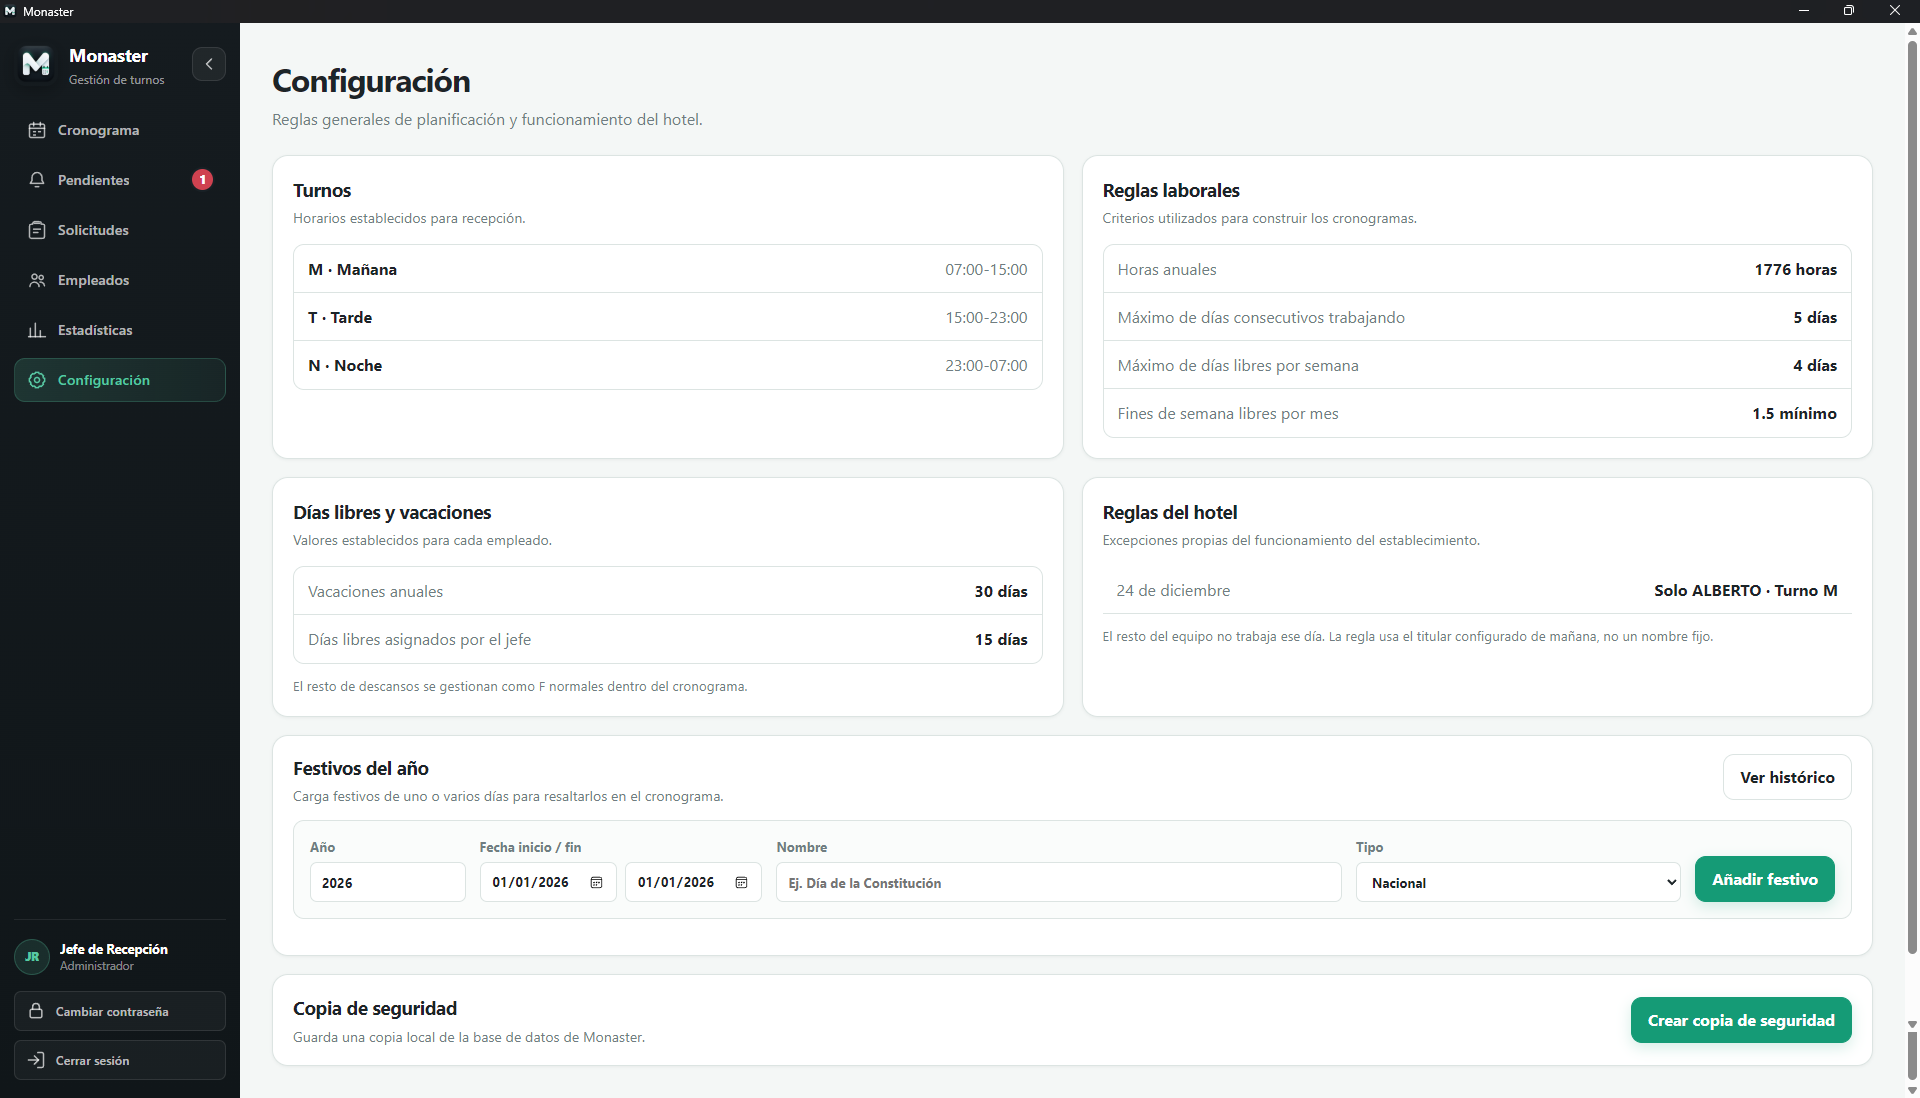 Monaster
Monaster
Gestión de turnos
Cronograma
Pendientes
1
Solicitudes
Empleados
Estadísticas
Configuración
JR
Jefe de Recepción
Administrador
Cambiar contraseña
Cerrar sesión
Configuración
Reglas generales de planificación y funcionamiento del hotel.
Turnos
Horarios establecidos para recepción.
M · Mañana 07:00-15:00
T · Tarde 15:00-23:00
N · Noche 23:00-07:00
Reglas laborales
Criterios utilizados para construir los cronogramas.
Horas anuales 1776 horas
Máximo de días consecutivos trabajando 5 días
Máximo de días libres por semana 4 días
Fines de semana libres por mes 1.5 mínimo
Días libres y vacaciones
Valores establecidos para cada empleado.
Vacaciones anuales 30 días
Días libres asignados por el jefe 15 días
El resto de descansos se gestionan como F normales dentro del cronograma.
Reglas del hotel
Excepciones propias del funcionamiento del establecimiento.
24 de diciembre Solo ALBERTO · Turno M
El resto del equipo no trabaja ese día. La regla usa el titular configurado de mañana, no un nombre fijo.
Festivos del año
Carga festivos de uno o varios días para resaltarlos en el cronograma.
Ver histórico
Año Fecha inicio / fin Nombre Tipo
2026 01/01/2026 01/01/2026 Ej. Día de la Constitución Nacional Añadir festivo
Copia de seguridad
Guarda una copia local de la base de datos de Monaster.
Crear copia de seguridad